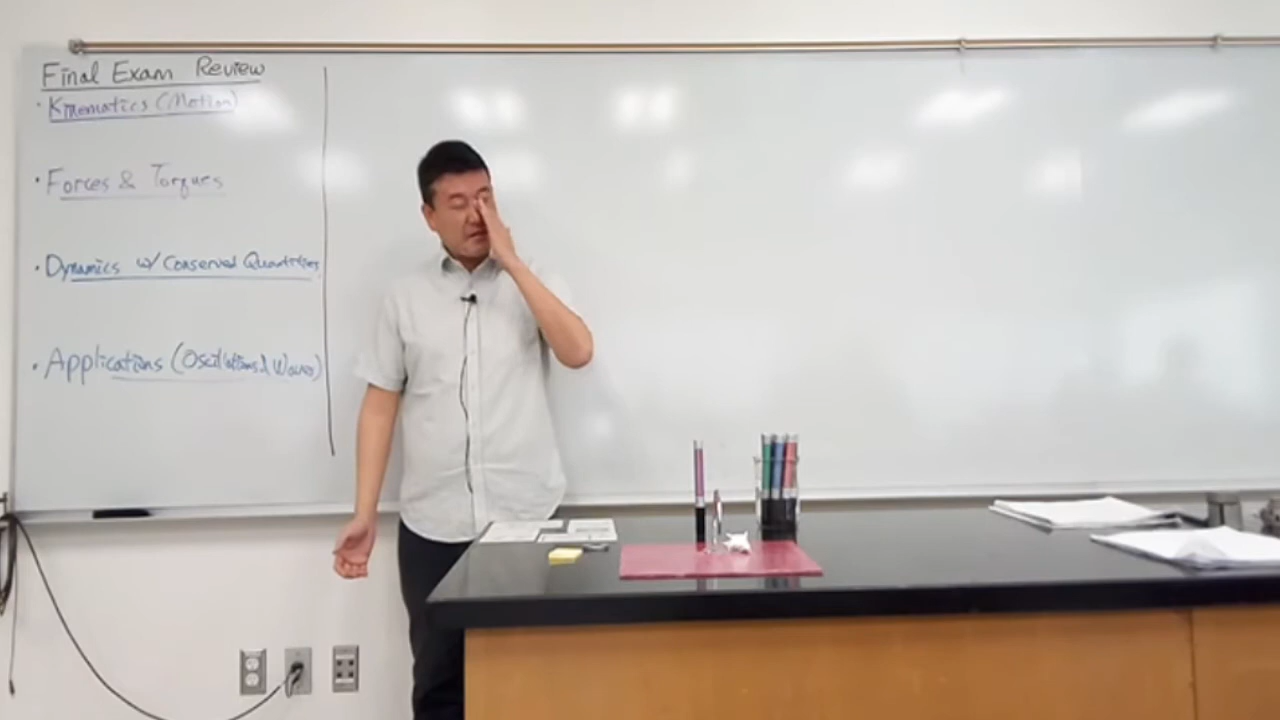 Final Exam Review
· Kinematics (Motion)
· Forces & Torques
· Dynamics w/ Conserved Quantities
· Applications (Oscillations & Waves)